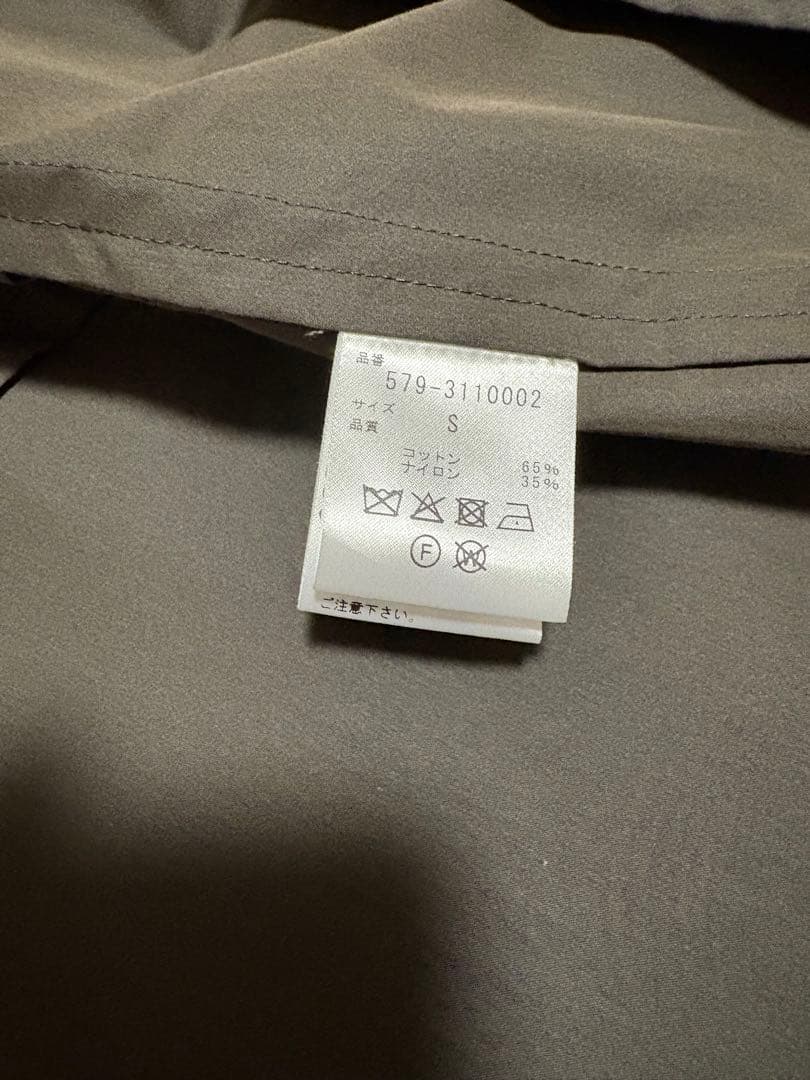 品番
579-3110002
サイズ S
品質
コットン 65%
ナイロン 35%
F W
ご注意下さい。